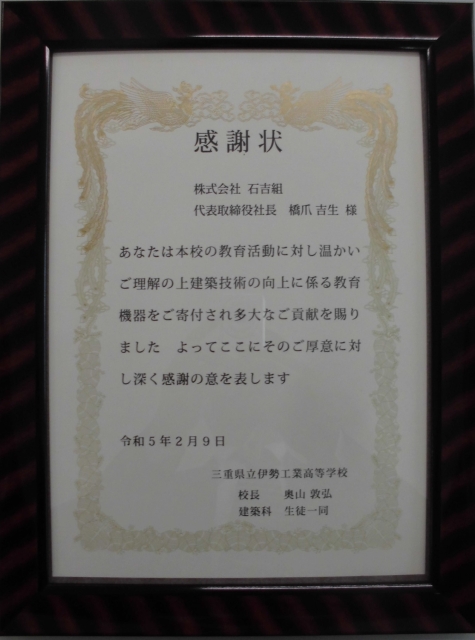 感謝状
株式会社 石吉組
代表取締役社長 橋爪吉生 様
あなたは本校の教育活動に対し温かい
ご理解の上建築技術の向上に係る教育
機器をご寄付され多大なご貢献を賜り
ました よってここにそのご厚意に対
し深く感謝の意を表します
令和5年2月9日
三重県立伊勢工業高等学校
校長 奥山敦弘
建築科 生徒一同